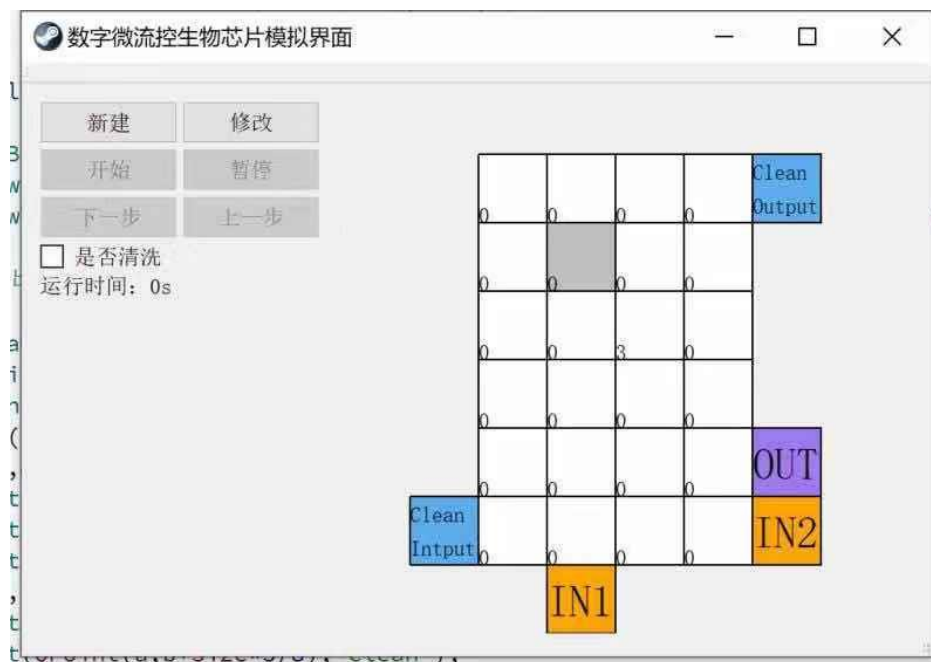 数字微流控生物芯片模拟界面
新建
修改
开始
暂停
下一步
上一步
是否清洗
运行时间：0s
Clean
Output
0 0 0 0
0 0 0 0
0 0 3 0
0 0 0 0
OUT
0 0 0 0
Clean
Intput
IN2
0 0 0 0
IN1